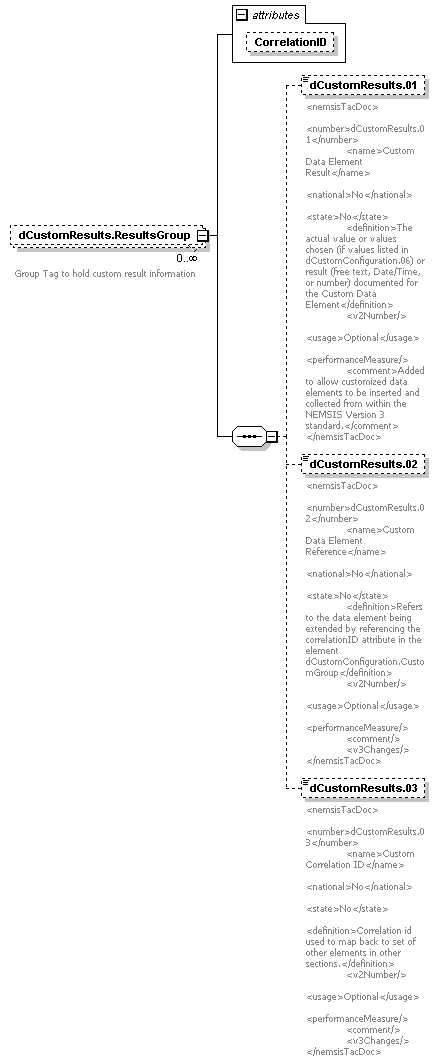 attributes
CorrelationID
dCustomResults.ResultsGroup
0..∞
Group Tag to hold custom result information
dCustomResults.01
<nemsisTacDoc>
<number>dCustomResults.0
1</number>
<name>Custom
Data Element
Result</name>
<national>No</national>
<state>No</state>
<definition>The
actual value or values
chosen (if values listed in
dCustomConfiguration.06) or
result (free text, Date/Time,
or number) documented for
the Custom Data
Element</definition>
<v2Number/>
<usage>Optional</usage>
<performanceMeasure/>
<comment>Added
to allow customized data
elements to be inserted and
collected from within the
NEMSIS Version 3
standard.</comment>
</nemsisTacDoc>
dCustomResults.02
<nemsisTacDoc>
<number>dCustomResults.0
2</number>
<name>Custom
Data Element
Reference</name>
<national>No</national>
<state>No</state>
<definition>Refers
to the data element being
extended by referencing the
correlationID attribute in the
element
dCustomConfiguration.Custo
mGroup</definition>
<v2Number/>
<usage>Optional</usage>
<performanceMeasure/>
<comment/>
<v3Changes/>
</nemsisTacDoc>
dCustomResults.03
<nemsisTacDoc>
<number>dCustomResults.0
3</number>
<name>Custom
Correlation ID</name>
<national>No</national>
<state>No</state>
<definition>Correlation id
used to map back to set of
other elements in other
sections.</definition>
<v2Number/>
<usage>Optional</usage>
<performanceMeasure/>
<comment/>
<v3Changes/>
</nemsisTacDoc>